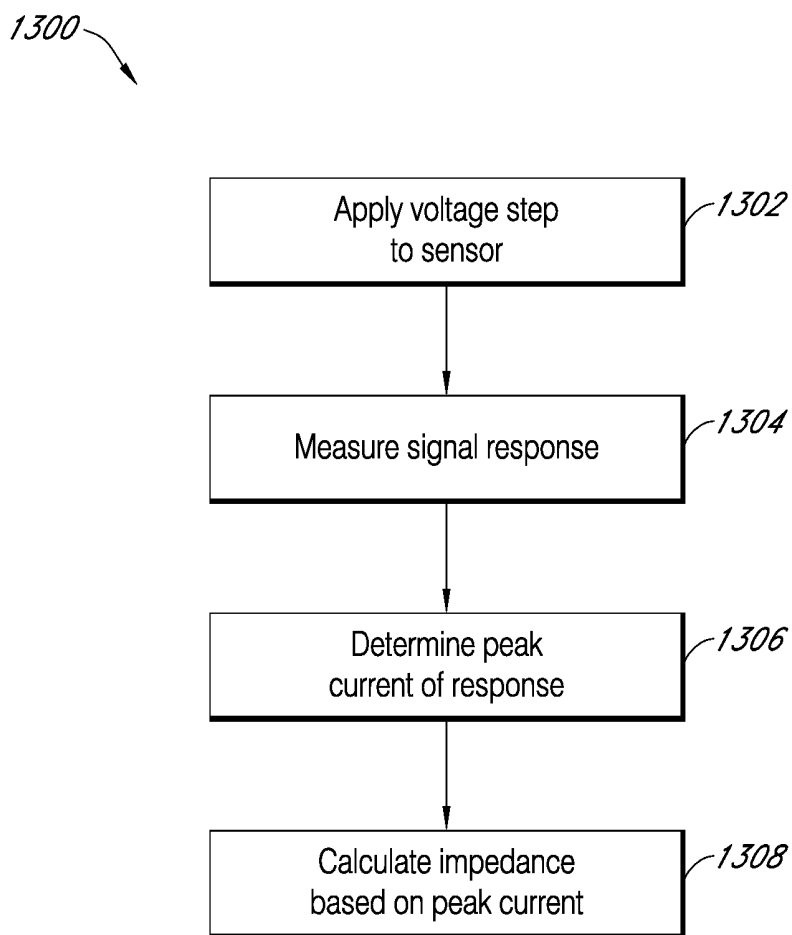 1300
Apply voltage step
to sensor
1302
Measure signal response
1304
Determine peak
current of response
1306
Calculate impedance
based on peak current
1308